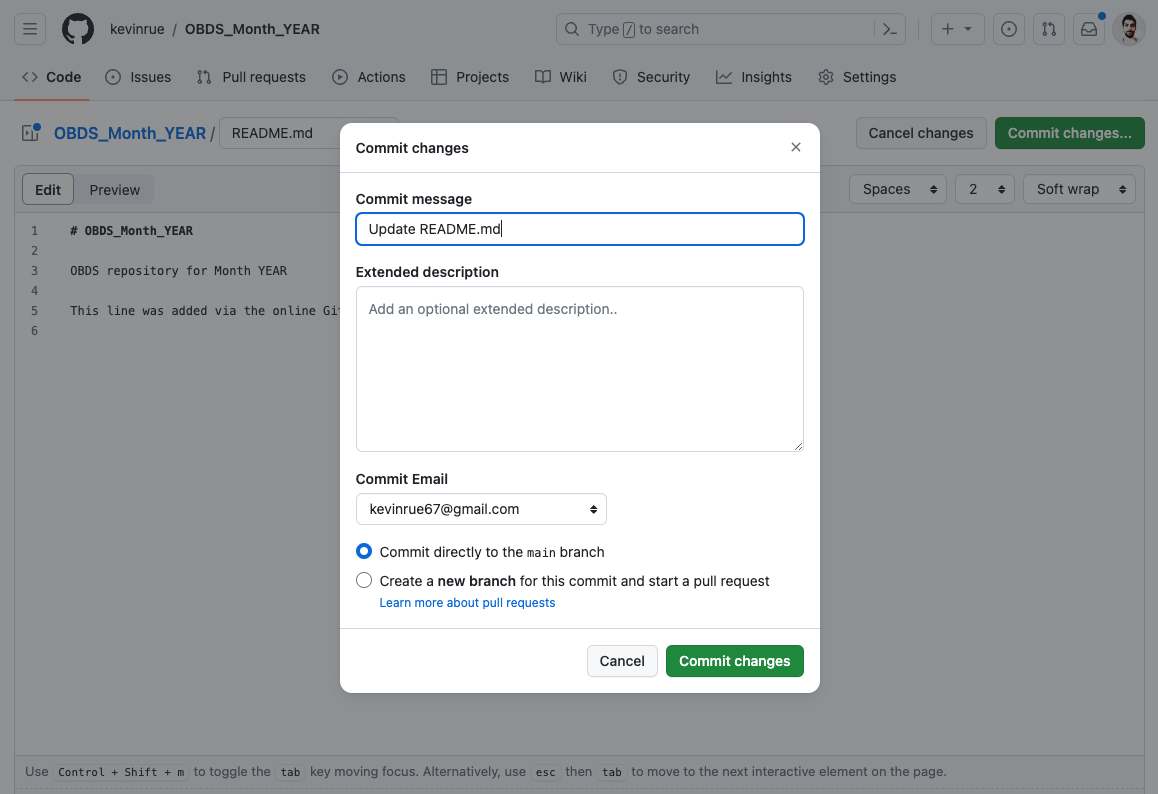 kevinrue / OBDS_Month_YEAR
Type / to search
Code Issues Pull requests Actions Projects Wiki Security Insights Settings
OBDS_Month_YEAR / README.md Cancel changes Commit changes...
Edit Preview Spaces 2 Soft wrap
1 # OBDS_Month_YEAR
2
3 OBDS repository for Month YEAR
4
5 This line was added via the online
6
Commit changes
Commit message
Update README.md
Extended description
Add an optional extended description..
Commit Email
kevinrue67@gmail.com
Commit directly to the main branch
Create a new branch for this commit and start a pull request
Learn more about pull requests
Cancel Commit changes
Use Control + Shift + m to toggle the tab key moving focus. Alternatively, use esc then tab to move to the next interactive element on the page.